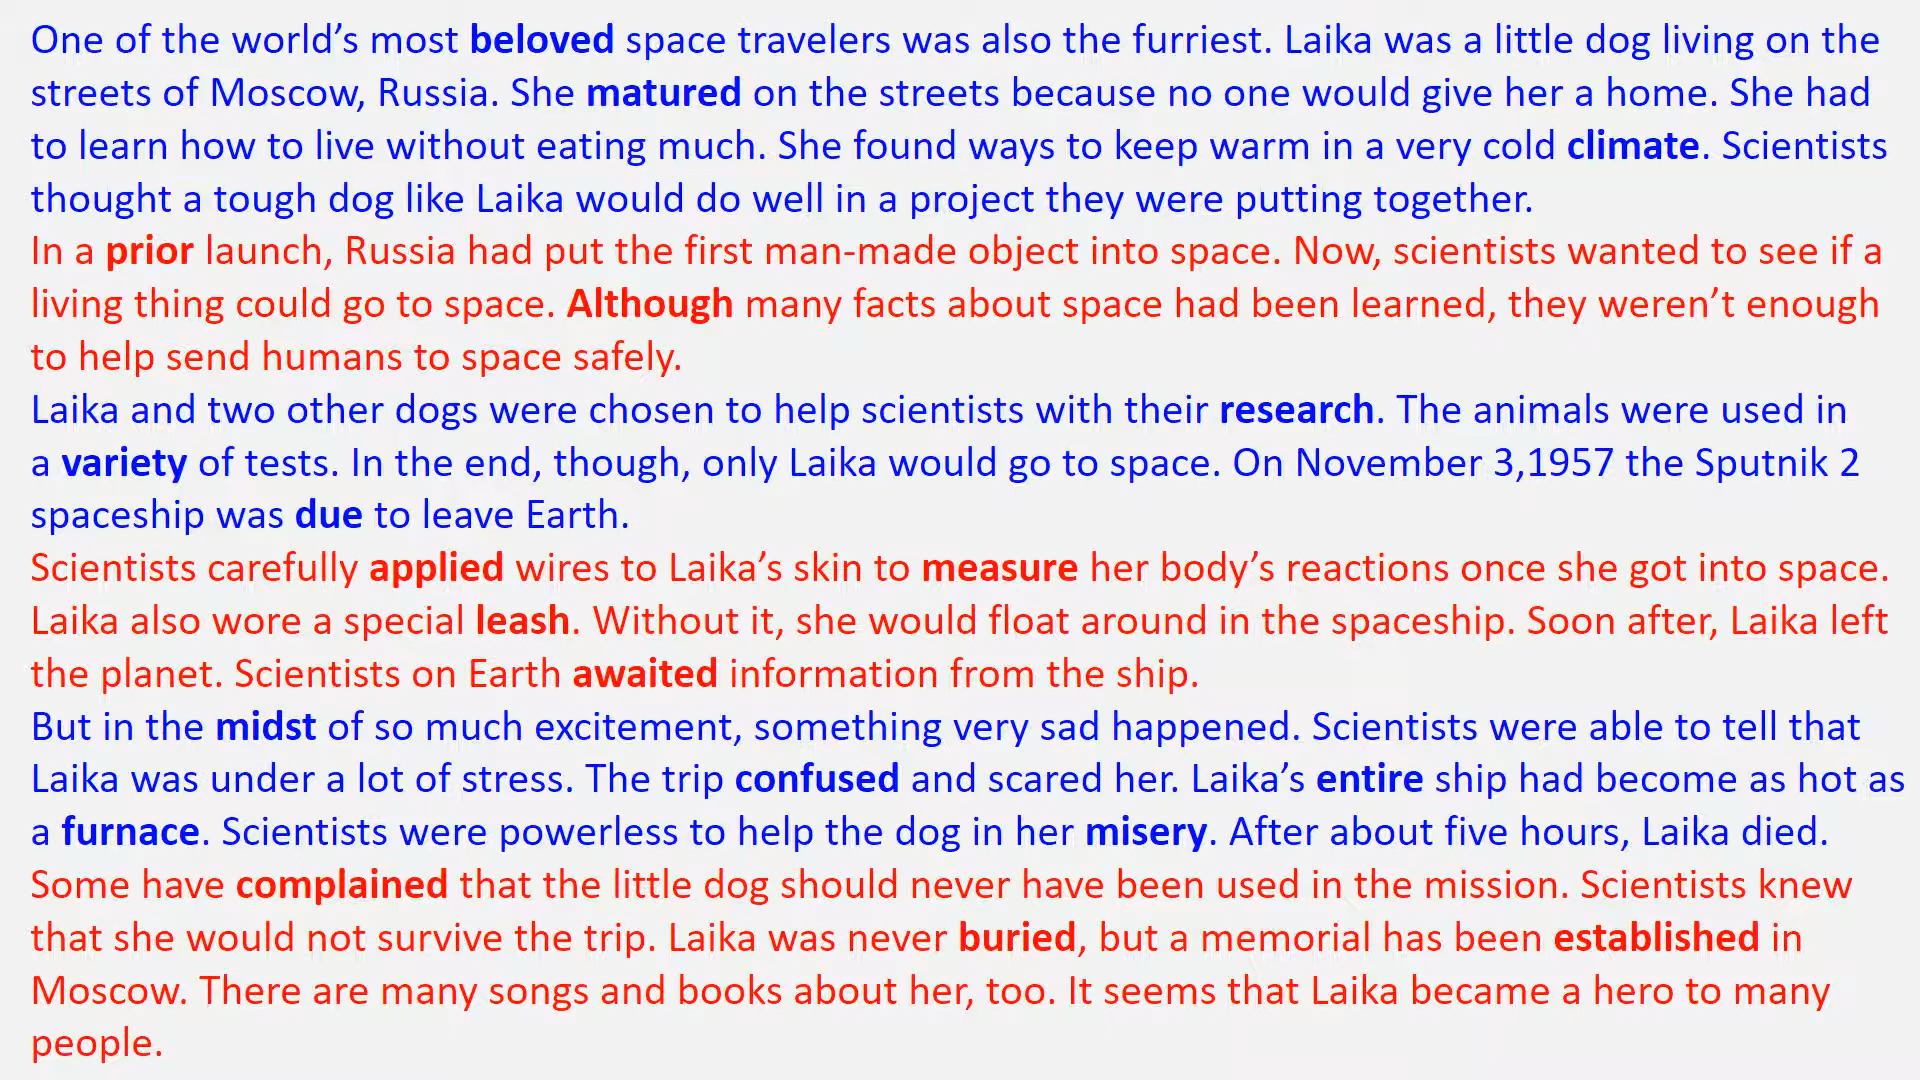 One of the world’s most beloved space travelers was also the furriest. Laika was a little dog living on the
streets of Moscow, Russia. She matured on the streets because no one would give her a home. She had
to learn how to live without eating much. She found ways to keep warm in a very cold climate. Scientists
thought a tough dog like Laika would do well in a project they were putting together.
In a prior launch, Russia had put the first man-made object into space. Now, scientists wanted to see if a
living thing could go to space. Although many facts about space had been learned, they weren’t enough
to help send humans to space safely.
Laika and two other dogs were chosen to help scientists with their research. The animals were used in
a variety of tests. In the end, though, only Laika would go to space. On November 3,1957 the Sputnik 2
spaceship was due to leave Earth.
Scientists carefully applied wires to Laika’s skin to measure her body’s reactions once she got into space.
Laika also wore a special leash. Without it, she would float around in the spaceship. Soon after, Laika left
the planet. Scientists on Earth awaited information from the ship.
But in the midst of so much excitement, something very sad happened. Scientists were able to tell that
Laika was under a lot of stress. The trip confused and scared her. Laika’s entire ship had become as hot as
a furnace. Scientists were powerless to help the dog in her misery. After about five hours, Laika died.
Some have complained that the little dog should never have been used in the mission. Scientists knew
that she would not survive the trip. Laika was never buried, but a memorial has been established in
Moscow. There are many songs and books about her, too. It seems that Laika became a hero to many
people.